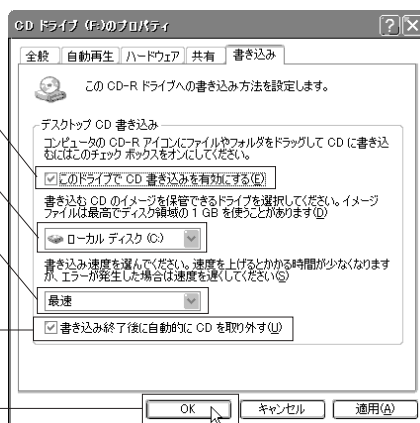 CD ドライブ (F:)のプロパティ
全般 自動再生 ハードウェア 共有 書き込み
この CD-R ドライブへの書き込み方法を設定します。
デスクトップ CD 書き込み
コンピュータの CD-R アイコンにファイルやフォルダをドラッグして CD に書き込
むにはこのチェック ボックスをオンにしてください。
このドライブで CD 書き込みを有効にする(E)
書き込む CD のイメージを保管できるドライブを選択してください。イメージ
ファイルは最高でディスク領域の 1 GB を使うことがあります(D)
ローカル ディスク (C:)
書き込み速度を選んでください。速度を上げるとかかる時間が少なくなります
が、エラーが発生した場合は速度を遅くしてください(S)
最速
書き込み終了後に自動的に CD を取り外す(U)
OK キャンセル 適用(A)